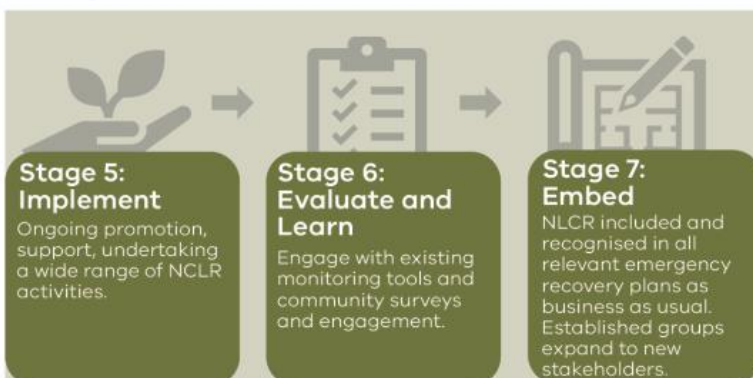 Stage 5:
Implement
Ongoing promotion,
support, undertaking
a wide range of NCLR
activities.
Stage 6:
Evaluate and
Learn
Engage with existing
monitoring tools and
community surveys
and engagement.
Stage 7:
Embed
NLCR included and
recognised in all
relevant emergency
recovery plans as
business as usual.
Established groups
expand to new
stakeholders.